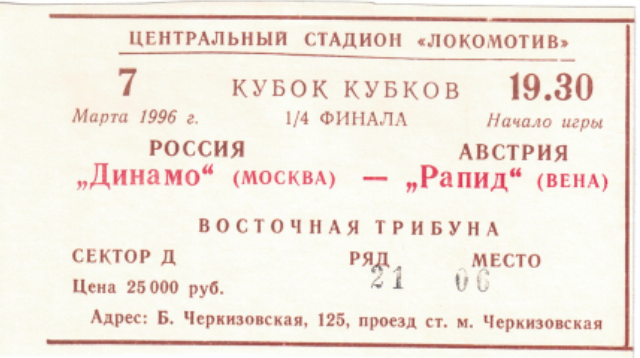 ЦЕНТРАЛЬНЫЙ СТАДИОН «ЛОКОМОТИВ»
7 КУБОК КУБКОВ 19.30
Марта 1996 г. 1/4 ФИНАЛА Начало игры
РОССИЯ АВСТРИЯ
„Динамо“ (МОСКВА) — „Рапид“ (ВЕНА)
ВОСТОЧНАЯ ТРИБУНА
СЕКТОР Д РЯД МЕСТО
21 06
Цена 25 000 руб.
Адрес: Б. Черкизовская, 125, проезд ст. м. Черкизовская